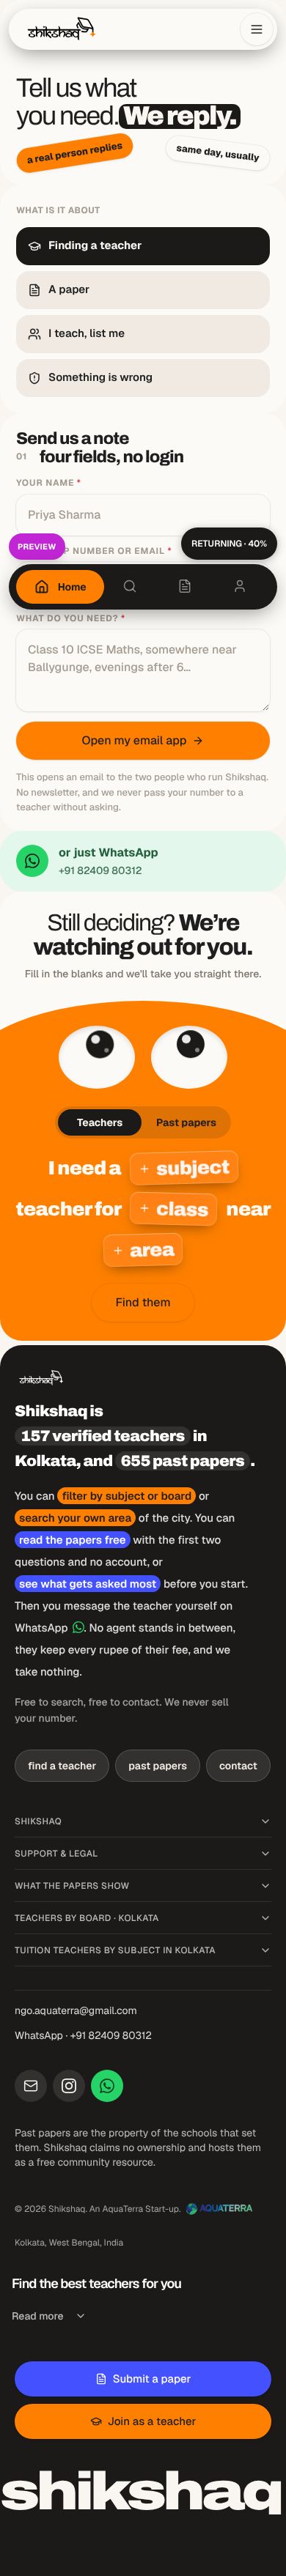 shikshaq
Tell us what
you need. We reply.
a real person replies
same day, usually
WHAT IS IT ABOUT
Finding a teacher
A paper
I teach, list me
Something is wrong
Send us a note
01 four fields, no login
YOUR NAME *
Priya Sharma
PREVIEW
P NUMBER OR EMAIL *
RETURNING · 40%
Home
WHAT DO YOU NEED? *
Class 10 ICSE Maths, somewhere near
Ballygunge, evenings after 6...
Open my email app →
This opens an email to the two people who run Shikshaq.
No newsletter, and we never pass your number to a
teacher without asking.
or just WhatsApp
+91 82409 80312
Still deciding? We’re
watching out for you.
Fill in the blanks and we’ll take you straight there.
Teachers
Past papers
I need a + subject
teacher for + class near
+ area
Find them
shikshaq
Shikshaq is
157 verified teachers in
Kolkata, and 655 past papers.
You can filter by subject or board or
search your own area of the city. You can
read the papers free with the first two
questions and no account, or
see what gets asked most before you start.
Then you message the teacher yourself on
WhatsApp. No agent stands in between,
they keep every rupee of their fee, and we
take nothing.
Free to search, free to contact. We never sell
your number.
find a teacher
past papers
contact
SHIKSHAQ
SUPPORT & LEGAL
WHAT THE PAPERS SHOW
TEACHERS BY BOARD · KOLKATA
TUITION TEACHERS BY SUBJECT IN KOLKATA
ngo.aquaterra@gmail.com
WhatsApp · +91 82409 80312
Past papers are the property of the schools that set
them. Shikshaq claims no ownership and hosts them
as a free community resource.
© 2026 Shikshaq. An AquaTerra Start-up. AQUATERRA
Kolkata, West Bengal, India
Find the best teachers for you
Read more
Submit a paper
Join as a teacher
shikshaq